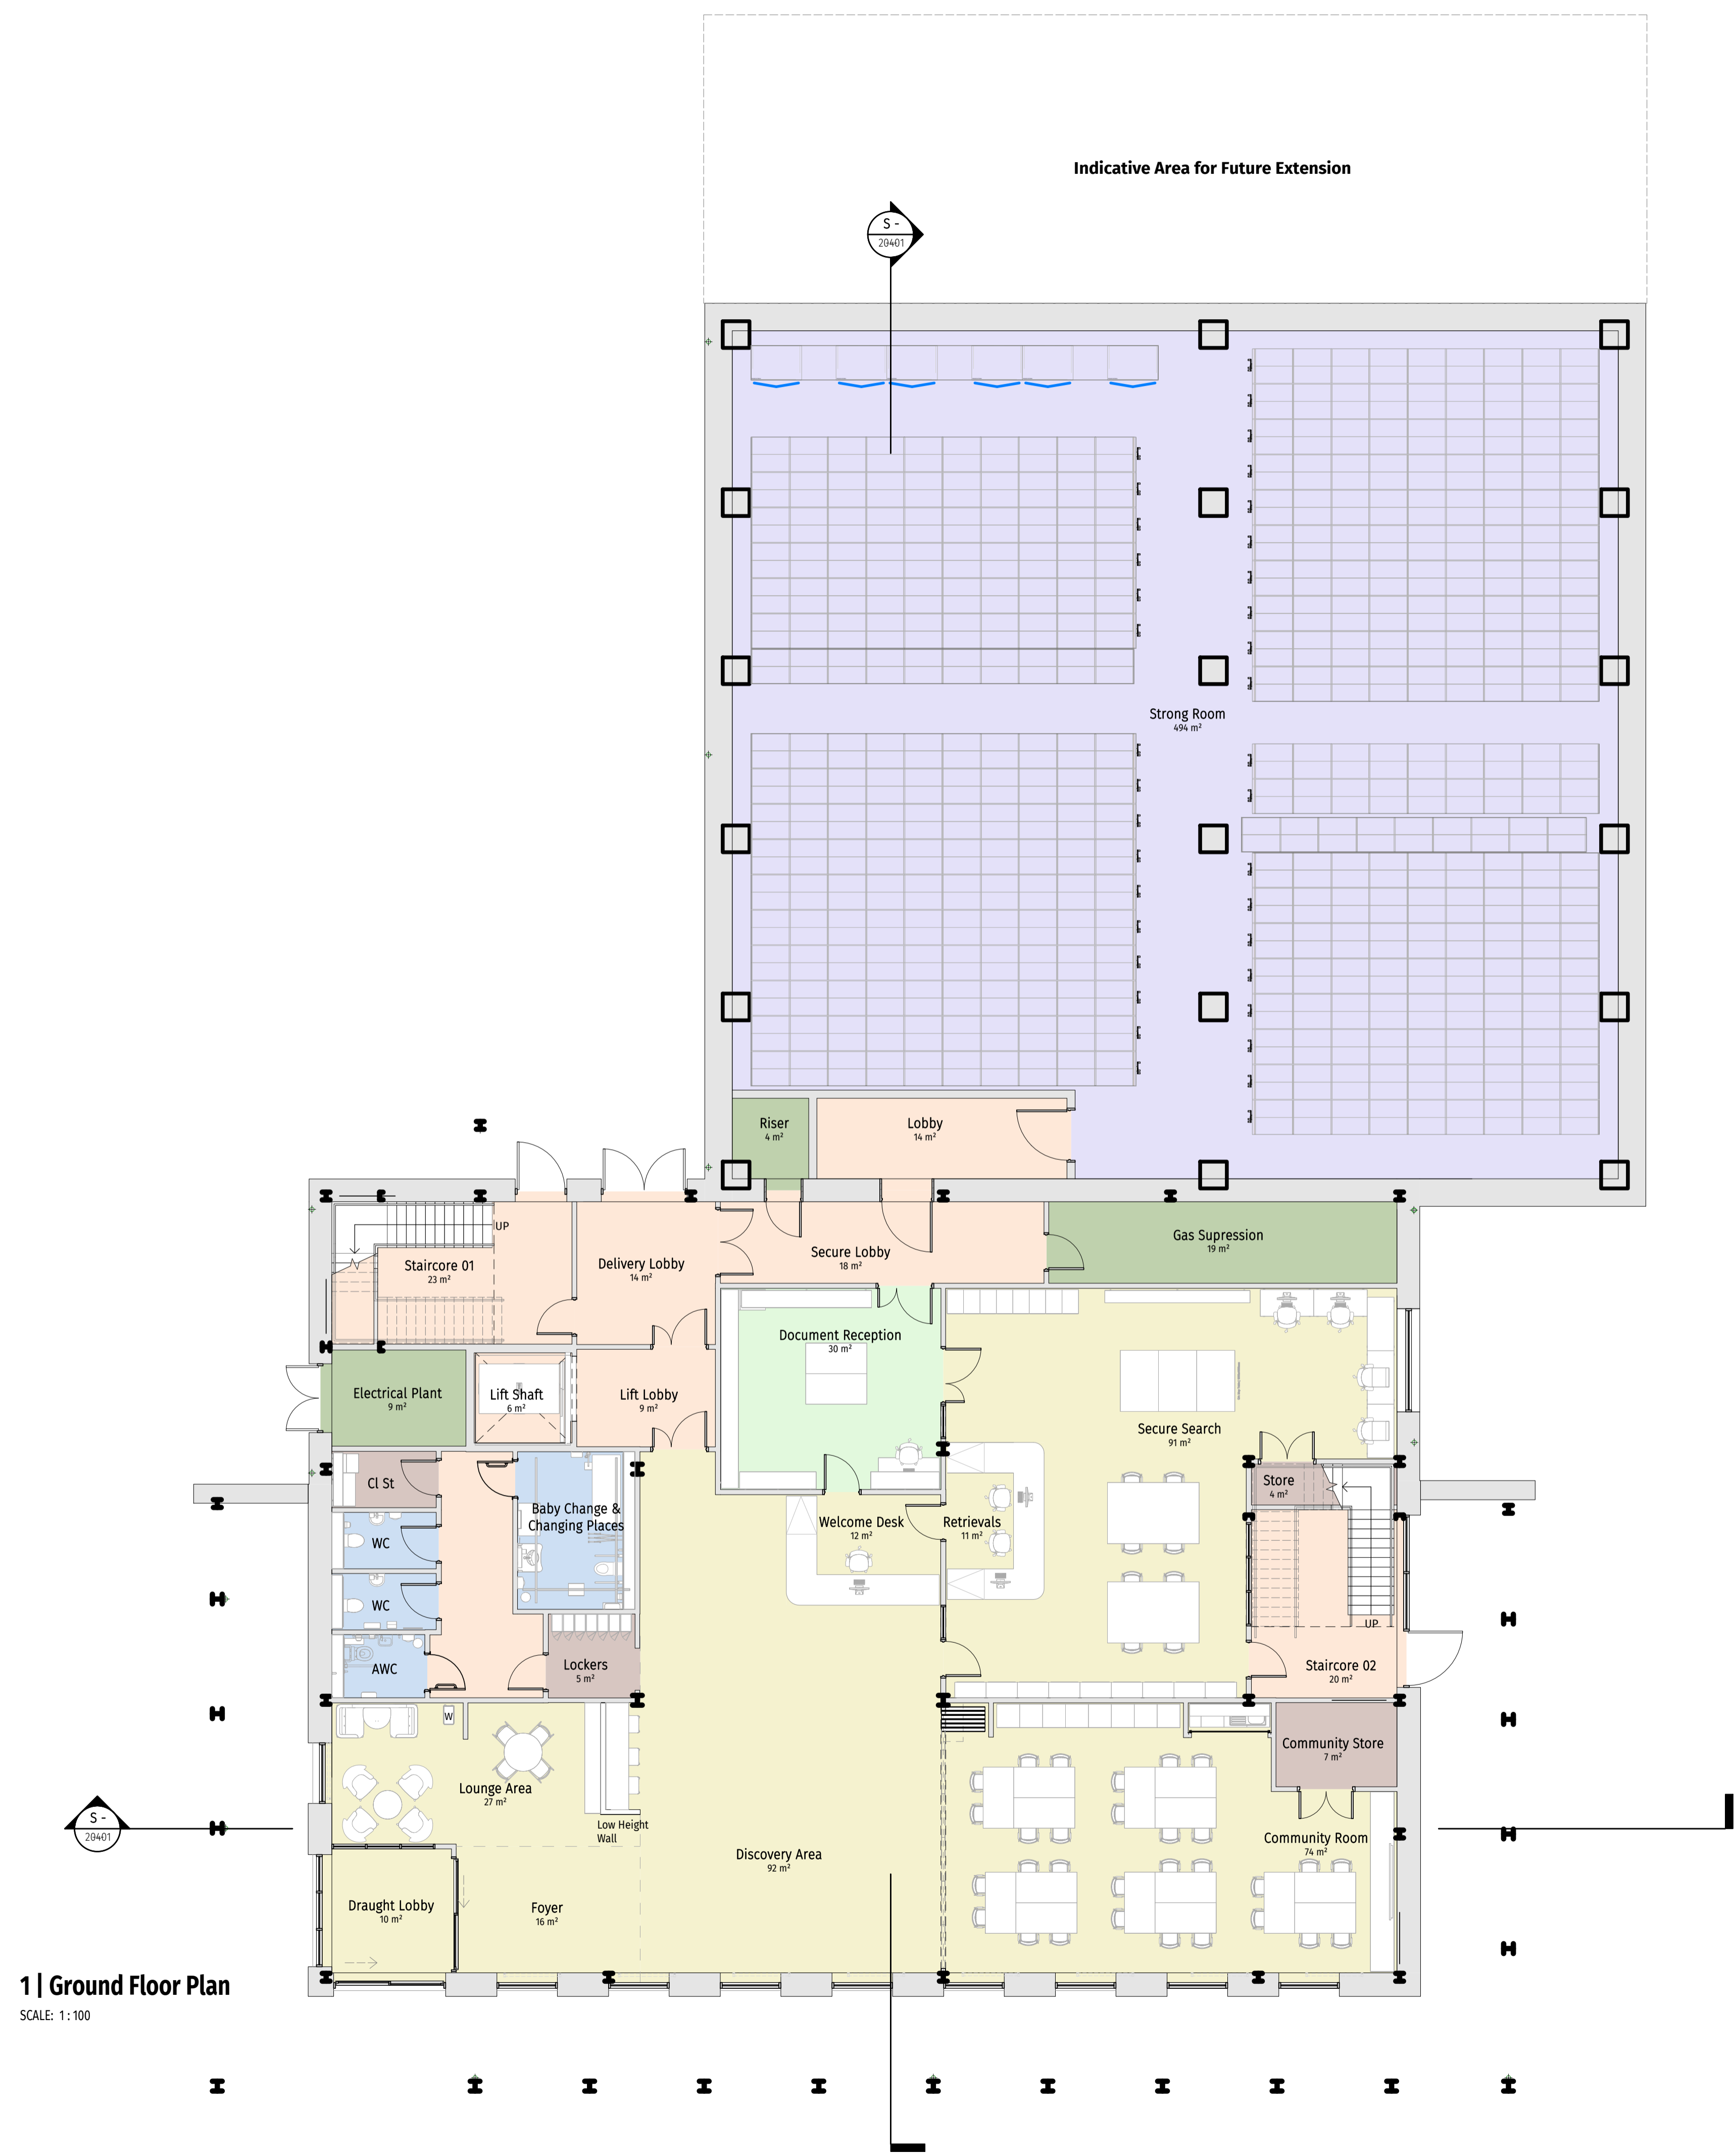 Indicative Area for Future Extension
S -
20401
Strong Room
494 m²
Riser
4 m²
Lobby
14 m²
UP
Staircore 01
23 m²
Delivery Lobby
14 m²
Secure Lobby
18 m²
Gas Supression
19 m²
Document Reception
30 m²
Electrical Plant
9 m²
Lift Shaft
6 m²
Lift Lobby
9 m²
Secure Search
91 m²
Cl St
Baby Change &
Changing Places
WC
WC
AWC
Welcome Desk
12 m²
Retrievals
11 m²
Store
4 m²
UP
Staircore 02
20 m²
Lockers
5 m²
W
Lounge Area
27 m²
Low Height
Wall
Community Store
7 m²
Community Room
74 m²
Discovery Area
92 m²
S -
20401
Draught Lobby
10 m²
Foyer
16 m²
1 | Ground Floor Plan
SCALE: 1 : 100